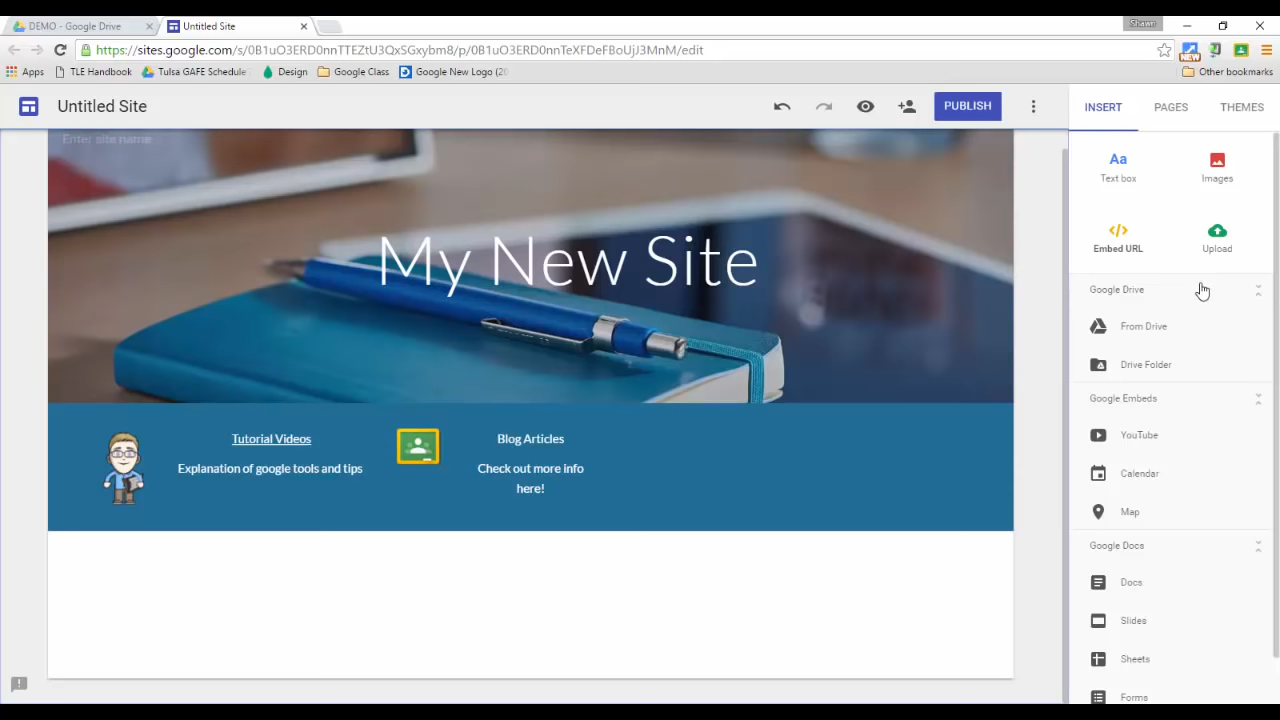 DEMO - Google Drive
Untitled Site
Shawn
https://sites.google.com/s/0B1uO3ERD0nnTTEZtU3QxSGxybm8/p/0B1uO3ERD0nnTeXFDeFBoUjJ3MnM/edit
NEW
Apps
TLE Handbook
Tulsa GAFE Schedule
Design
Google Class
Google New Logo (20
Other bookmarks
Untitled Site
PUBLISH
INSERT
PAGES
THEMES
Enter site name
My New Site
Tutorial Videos
Explanation of google tools and tips
Blog Articles
Check out more info
here!
Aa
Text box
Images
Embed URL
Upload
Google Drive
From Drive
Drive Folder
Google Embeds
YouTube
Calendar
Map
Google Docs
Docs
Slides
Sheets
Forms